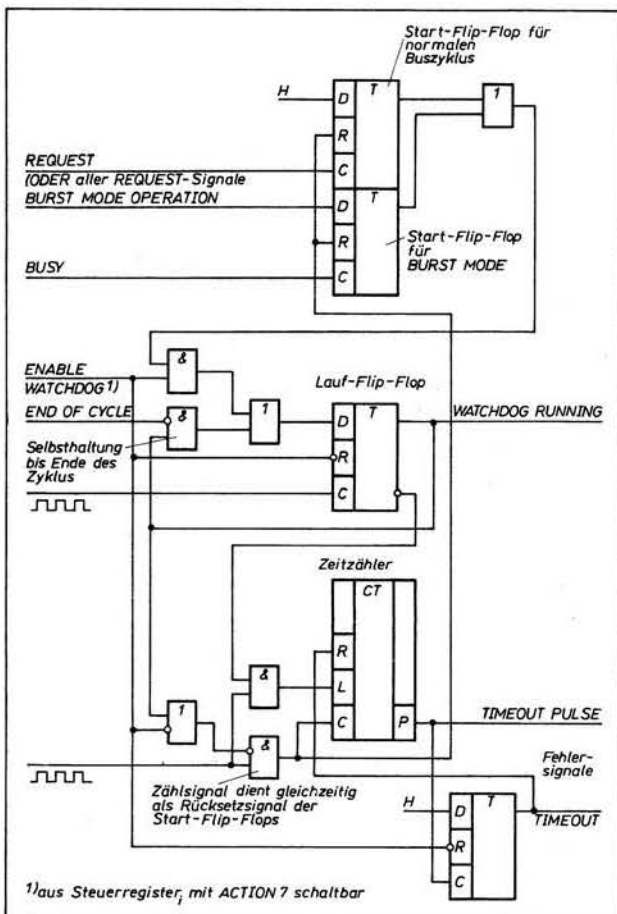 Start-Flip-Flop für
normalen
Buszyklus
H
D
T
1
R
REQUEST
C
(ODER aller REQUEST-Signale
BURST MODE OPERATION
D
T
R
Start-Flip-Flop
für
BURST MODE
BUSY
C
&
ENABLE
WATCHDOG 1)
Lauf-Flip-Flop
END OF CYCLE
&
1
D
T
WATCHDOG RUNNING
Selbsthaltung
bis Ende des
Zyklus
R
C
Zeitzähler
CT
R
&
L
1
C
P
TIMEOUT PULSE
&
Fehler-
signale
Zählsignal dient gleichzeitig
als Rücksetzsignal der
Start-Flip-Flops
H
D
T
TIMEOUT
R
C
1) aus Steuerregister, mit ACTION 7 schaltbar